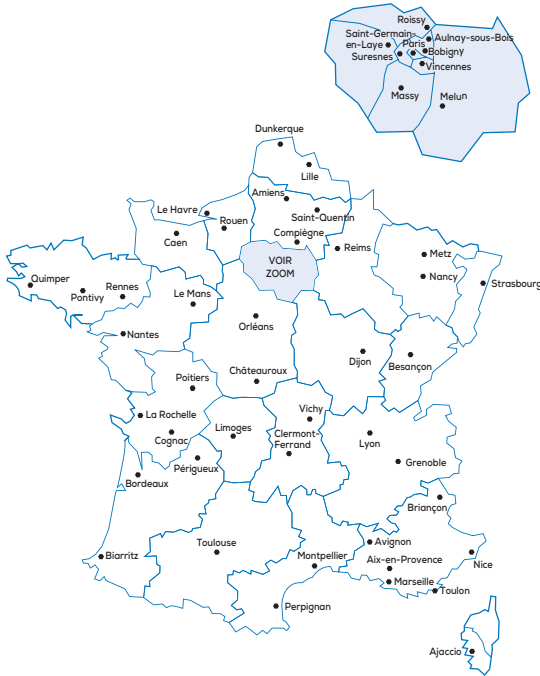 Roissy
Saint-Germain-
en-Laye
Paris
Aulnay-sous-Bois
Bobigny
Suresnes
Vincennes
Massy
Melun
Dunkerque
Lille
Amiens
Saint-Quentin
Le Havre
Rouen
Caen
Compiègne
Reims
VOIR
ZOOM
Metz
Nancy
Strasbourg
Quimper
Pontivy
Rennes
Le Mans
Orléans
Nantes
Dijon
Besançon
Châteauroux
Poitiers
La Rochelle
Cognac
Limoges
Vichy
Clermont-
Ferrand
Lyon
Grenoble
Périgueux
Bordeaux
Briançon
Biarritz
Toulouse
Montpellier
Avignon
Aix-en-Provence
Nice
Marseille
Toulon
Perpignan
Ajaccio